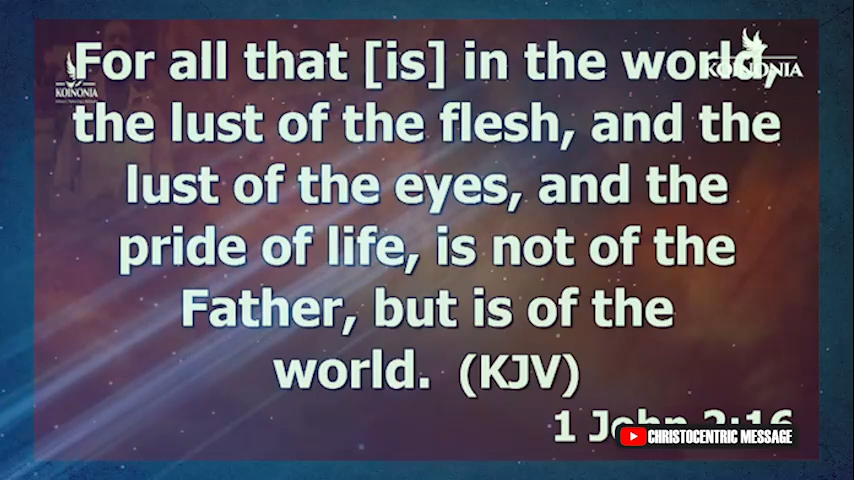 For all that [is] in the world,
the lust of the flesh, and the
lust of the eyes, and the
pride of life, is not of the
Father, but is of the
world. (KJV)
1 John 2:16
KOINONIA
KOINONIA
CHRISTOCENTRIC MESSAGE